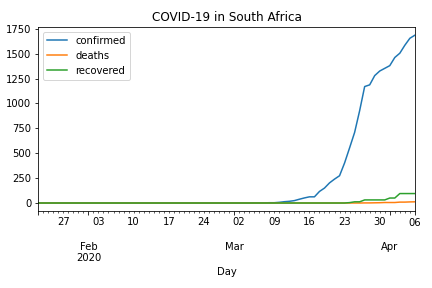 COVID-19 in South Africa
1750
1500
1250
1000
750
500
250
0
confirmed
deaths
recovered
27 03 10 17 24 02 09 16 23 30 06
Feb Mar Apr
2020
Day